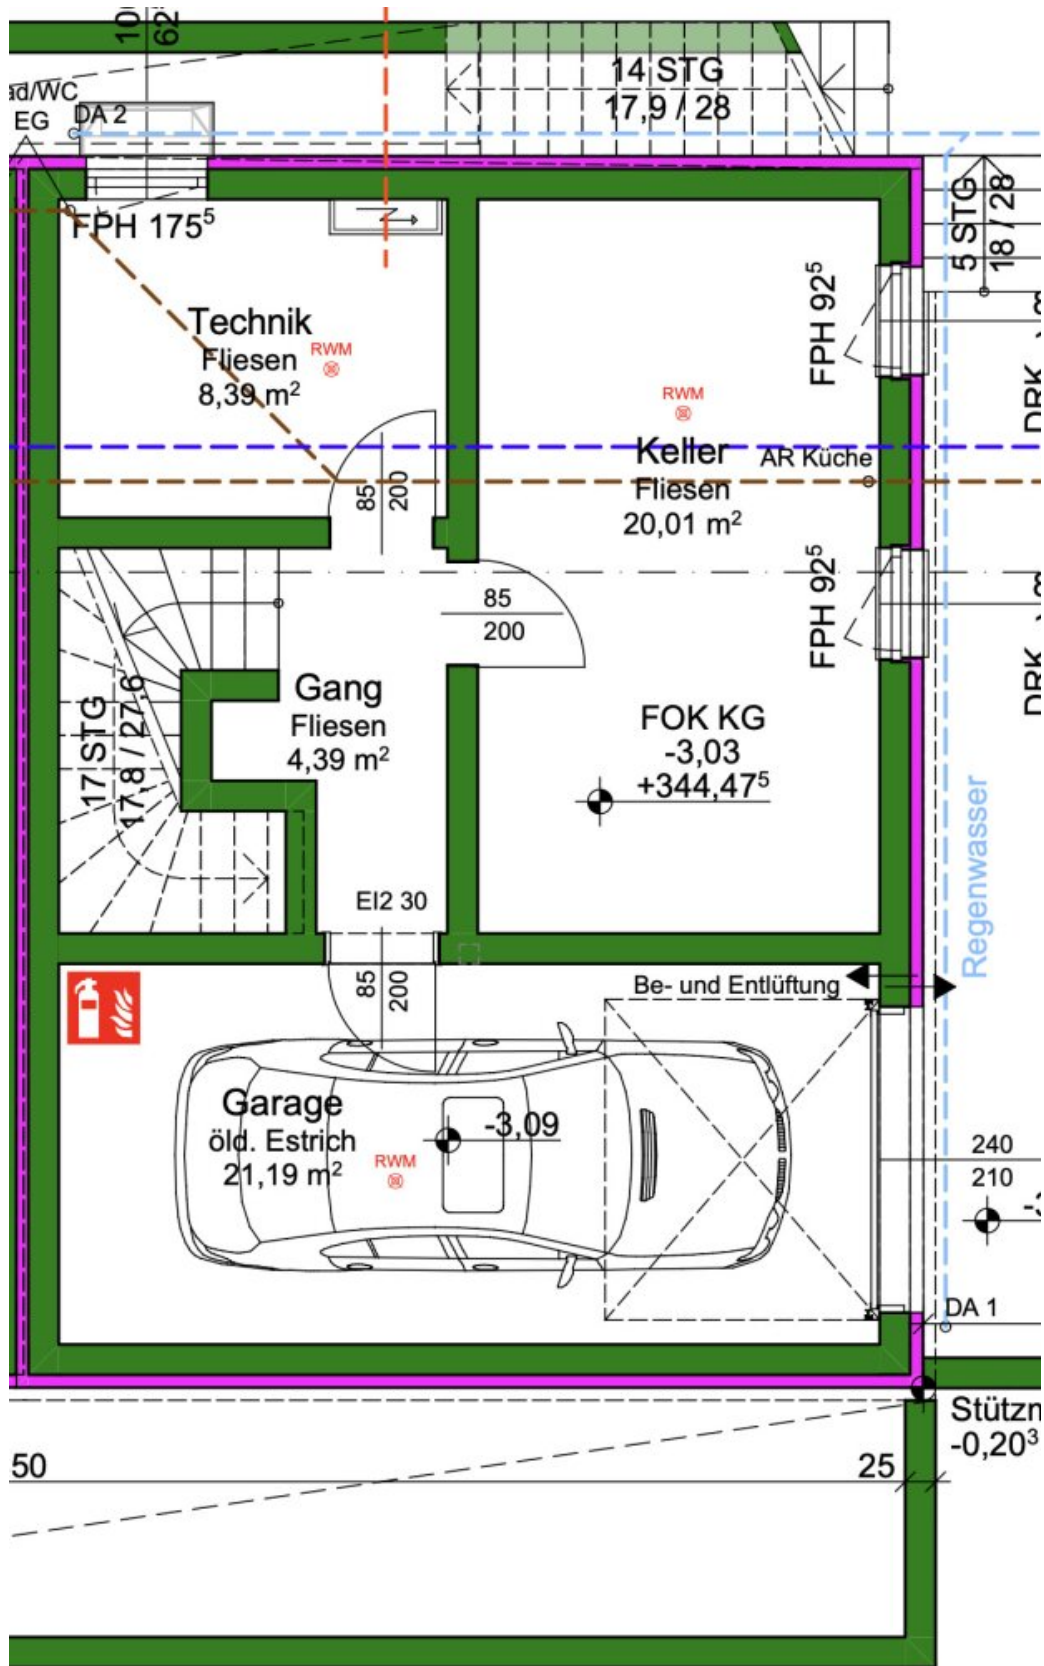 14 STG
17,9 / 28
ad/WC
EG
DA 2
FPH 175⁵
5 STG
18 / 28
FPH 92⁵
Technik
Fliesen
8,39 m²
RWM
RWM
Keller
Fliesen
20,01 m²
AR Küche
85
200
85
200
FPH 92⁵
17 STG
17,8 / 27,6
Gang
Fliesen
4,39 m²
FOK KG
-3,03
+344,47⁵
Regenwasser
EI2 30
85
200
Be- und Entlüftung
Garage
öld. Estrich
21,19 m²
RWM
-3,09
240
210
DA 1
Stützm
-0,20³
50
25